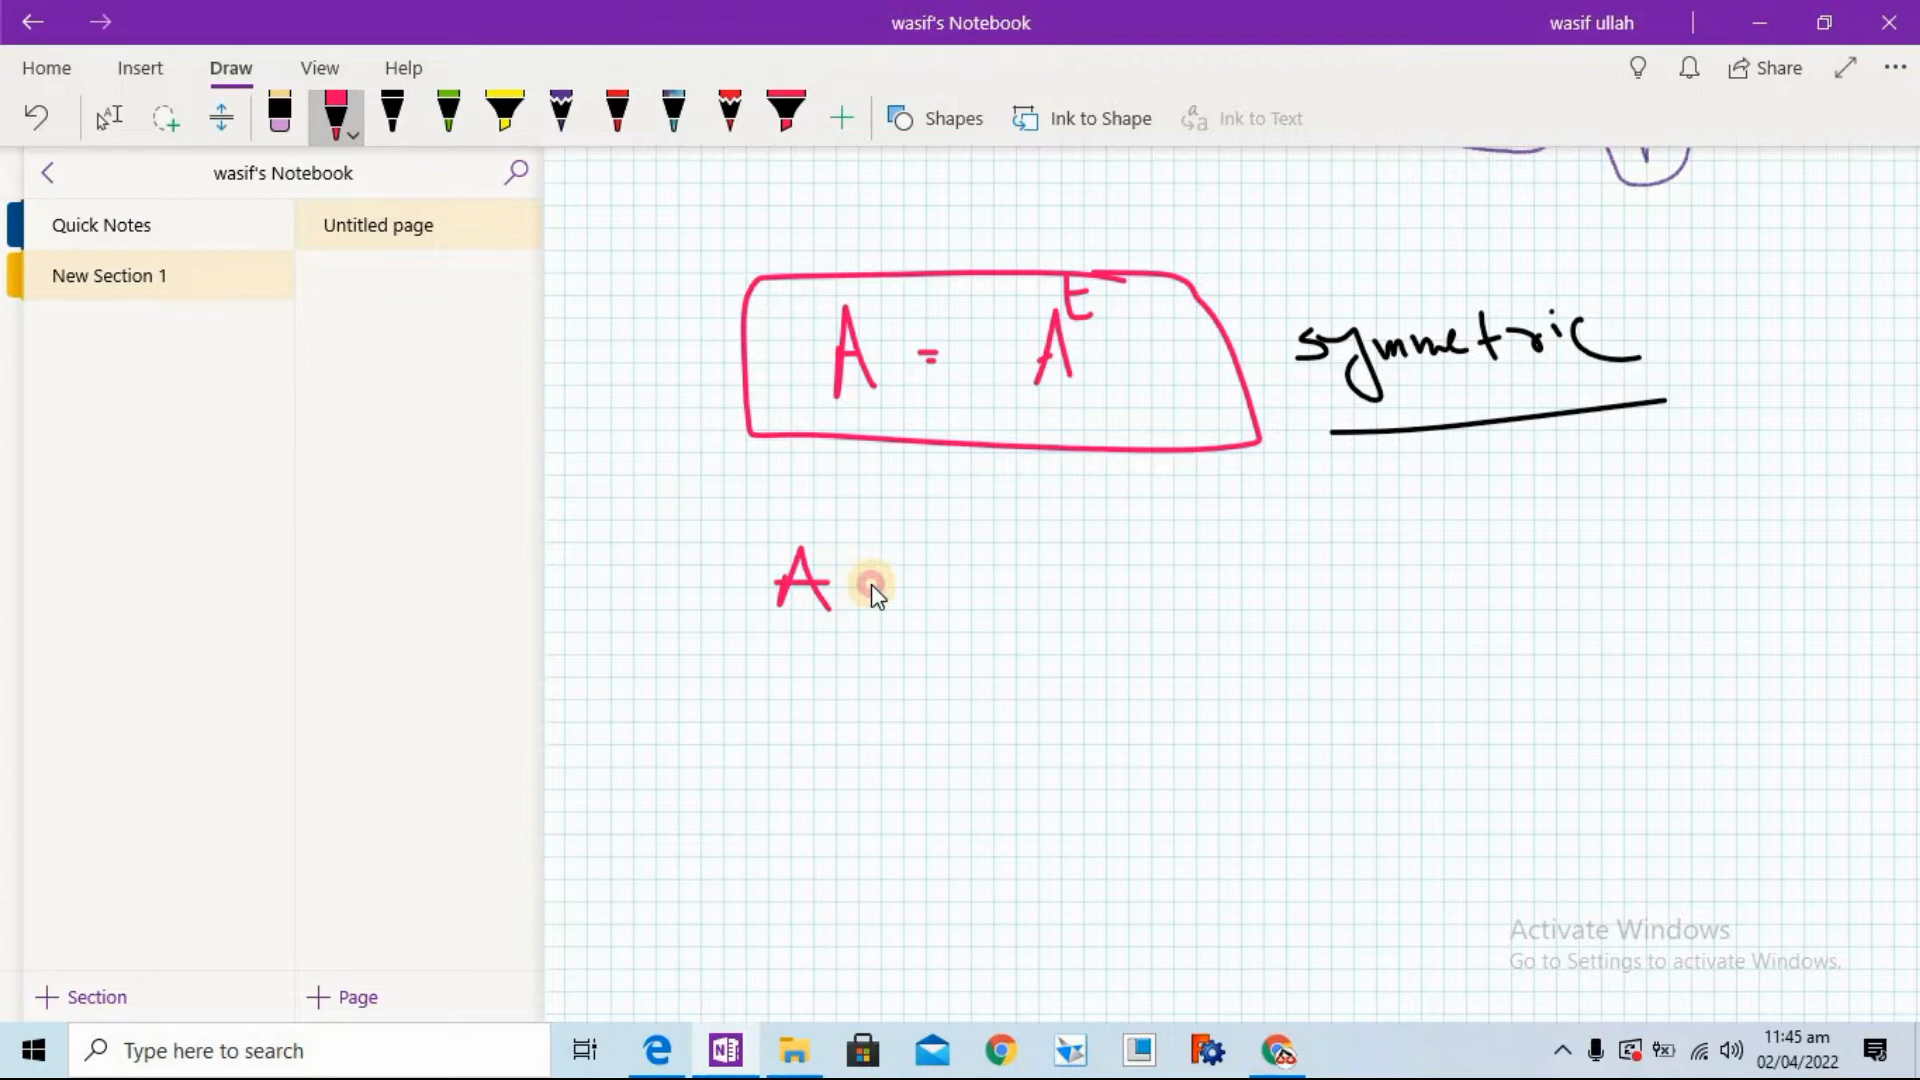 wasif's Notebook
wasif ullah
Home Insert Draw View Help
Share
Shapes Ink to Shape Ink to Text
wasif's Notebook
Quick Notes
Untitled page
New Section 1
A = A^E
symmetric
A
Activate Windows
Go to Settings to activate Windows.
Section
Page
Type here to search
11:45 am
02/04/2022